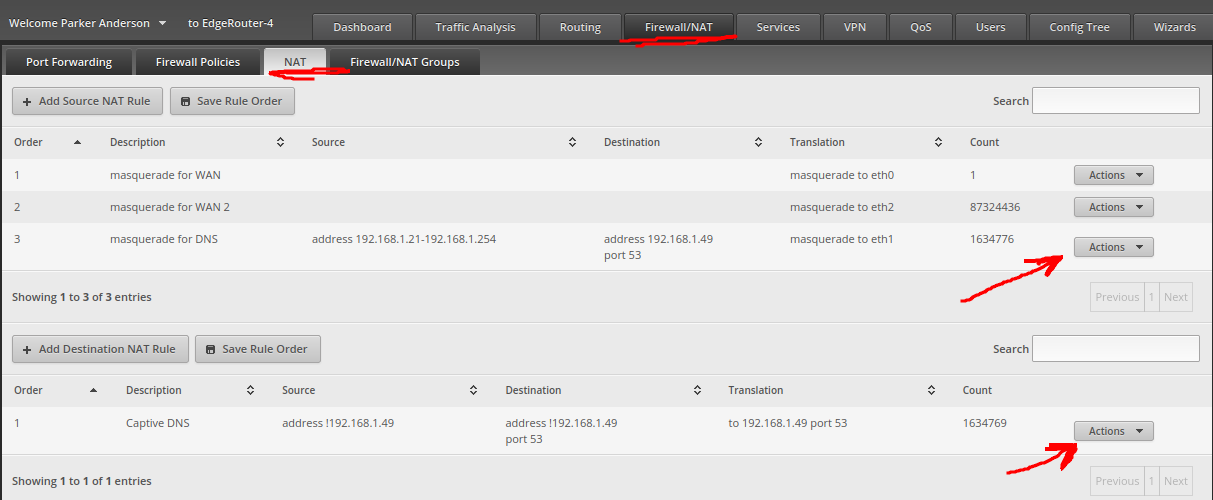 Welcome Parker Anderson to EdgeRouter-4 Dashboard Traffic Analysis Routing Firewall/NAT Services VPN QoS Users Config Tree Wizards
Port Forwarding Firewall Policies NAT Firewall/NAT Groups
+ Add Source NAT Rule Save Rule Order Search
Order Description Source Destination Translation Count
1 masquerade for WAN masquerade to eth0 1 Actions
2 masquerade for WAN 2 masquerade to eth2 87324436 Actions
3 masquerade for DNS address 192.168.1.21-192.168.1.254 address 192.168.1.49 masquerade to eth1 1634776 Actions
port 53
Showing 1 to 3 of 3 entries Previous 1 Next
+ Add Destination NAT Rule Save Rule Order Search
Order Description Source Destination Translation Count
1 Captive DNS address !192.168.1.49 address !192.168.1.49 to 192.168.1.49 port 53 1634769 Actions
port 53
Showing 1 to 1 of 1 entries Previous 1 Next